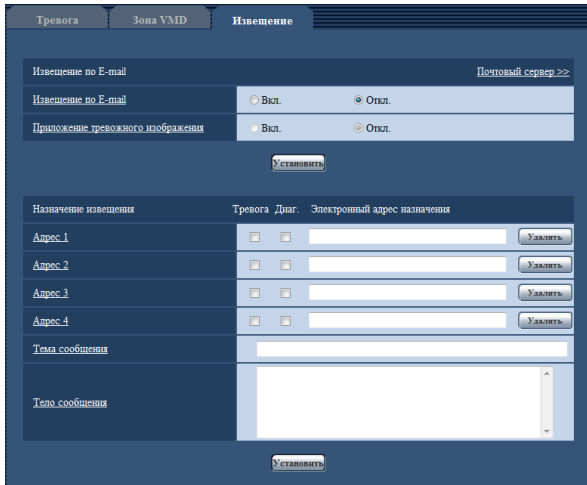 Тревога Зона VMD Извещение
Извещение по E-mail Почтовый сервер >>
Извещение по E-mail Вкл. Откл.
Приложение тревожного изображения Вкл. Откл.
Установить
Назначение извещения Тревога Диаг. Электронный адрес назначения
Адрес 1 Удалить
Адрес 2 Удалить
Адрес 3 Удалить
Адрес 4 Удалить
Тема сообщения
Тело сообщения
Установить